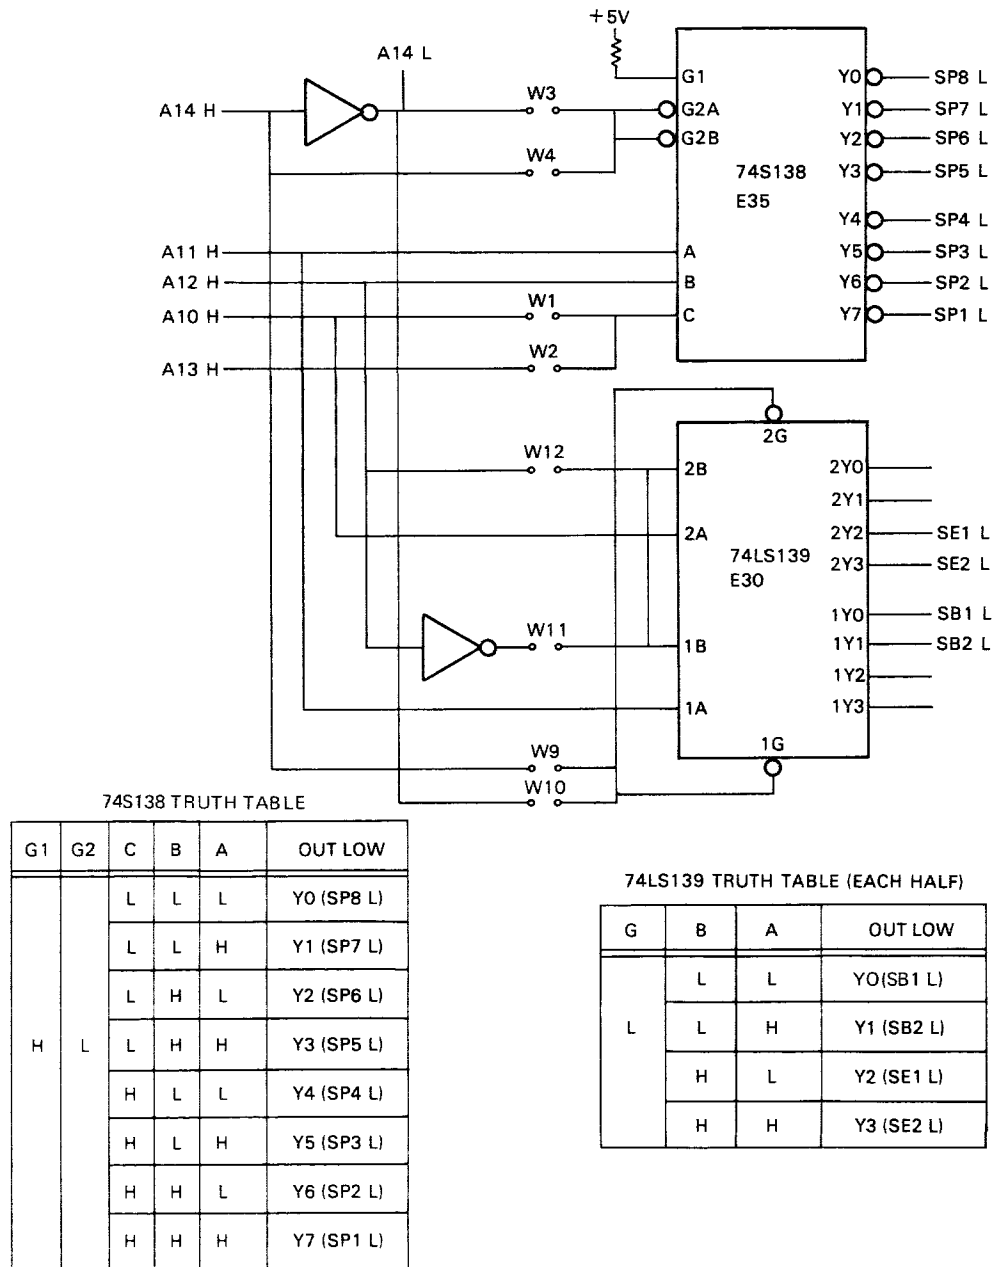 +5V
A14 L
A14 H
W3
W4
G1
G2A
G2B
74S138
E35
Y0
Y1
Y2
Y3
Y4
Y5
Y6
Y7
SP8 L
SP7 L
SP6 L
SP5 L
SP4 L
SP3 L
SP2 L
SP1 L
A11 H
A12 H
A10 H
A13 H
W1
W2
A
B
C
W12
W11
W9
W10
2G
2B
2A
74LS139
E30
1B
1A
1G
2Y0
2Y1
2Y2
2Y3
1Y0
1Y1
1Y2
1Y3
SE1 L
SE2 L
SB1 L
SB2 L
74S138 TRUTH TABLE
G1 G2 C B A OUT LOW
L L L Y0 (SP8 L)
L L H Y1 (SP7 L)
L H L Y2 (SP6 L)
H L L H H Y3 (SP5 L)
H L L Y4 (SP4 L)
H L H Y5 (SP3 L)
H H L Y6 (SP2 L)
H H H Y7 (SP1 L)
74LS139 TRUTH TABLE (EACH HALF)
G B A OUT LOW
L L Y0(SB1 L)
L L H Y1 (SB2 L)
H L Y2 (SE1 L)
H H Y3 (SE2 L)